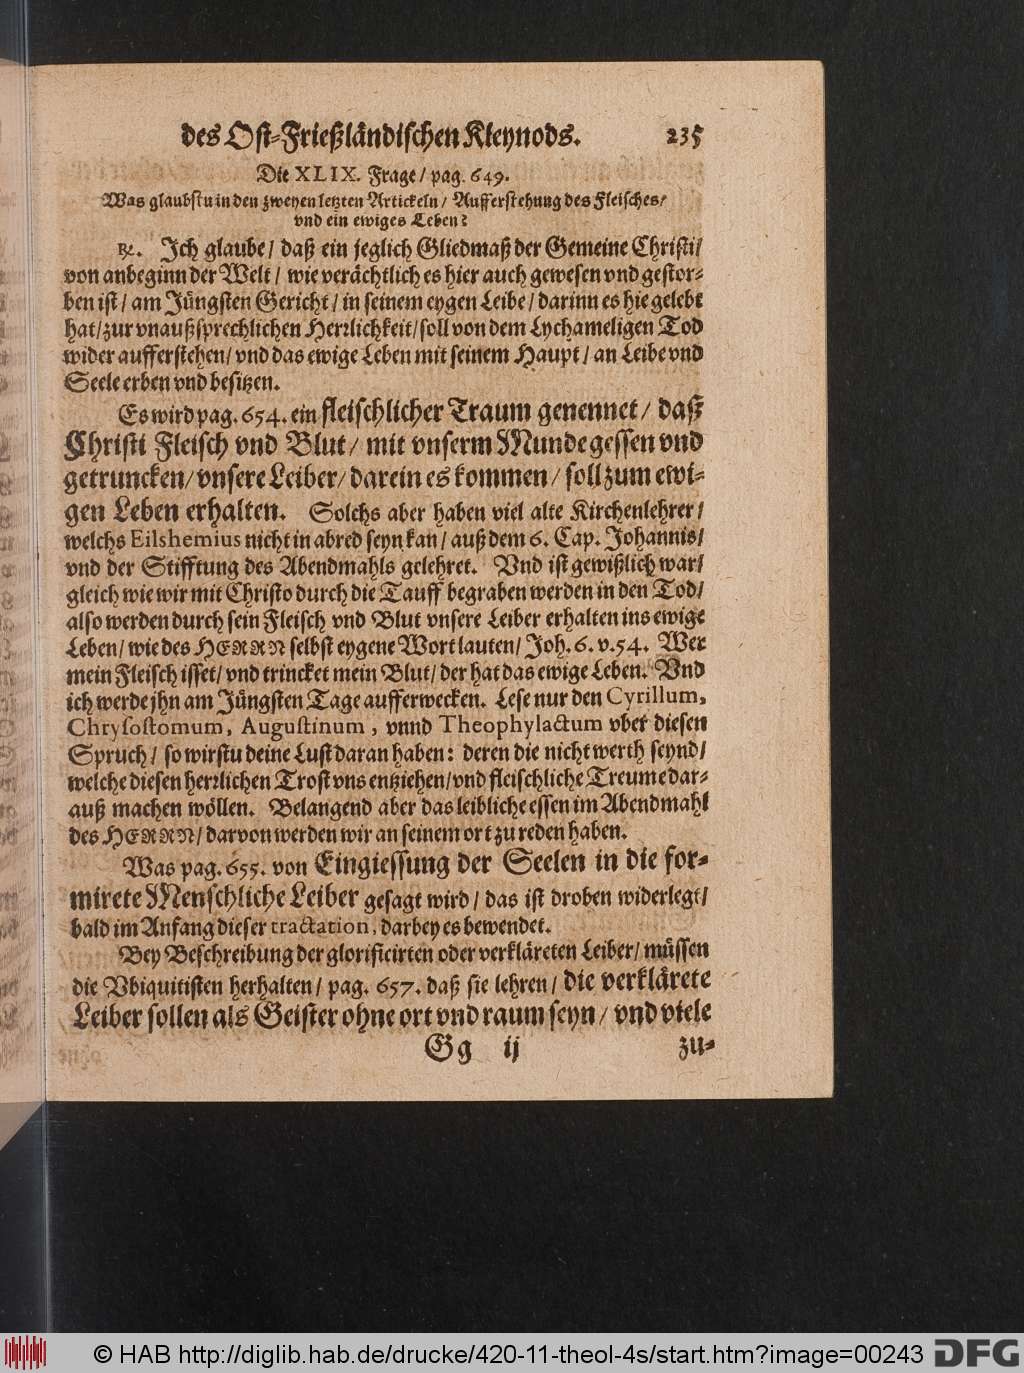 des Ost-Frießländischen Kleynods. 235
Die XLIX. Frage / pag. 649.
Was glaubstu in den zweyen letzten Artickeln / Aufferstehung des Fleisches/
vnd ein ewiges Leben?
℞. Ich glaube / daß ein jeglich Gliedmaß der Gemeine Christi/
von anbeginn der Welt / wie verächtlich es hier auch gewesen vnd gestor-
ben ist / am Jüngsten Gericht / in seinem eygen Leibe / darinn es hie gelebt
hat / zur vnaußsprechlichen Herrlichkeit / soll von dem Lychameligen Tod
wider aufferstehen / vnd das ewige Leben mit seinem Haupt / an Leibe vnd
Seele erben vnd besitzen.
Es wird pag. 654. ein fleischlicher Traum genennet / daß
Christi Fleisch vnd Blut / mit vnserm Munde gessen vnd
getruncken / vnsere Leiber / darein es kommen / soll zum ewi-
gen Leben erhalten. Solchs aber haben viel alte Kirchenlehrer /
welchs Eilshemius nicht in abred seyn kan / auß dem 6. Cap. Johannis /
vnd der Stifftung des Abendmahls gelehret. Vnd ist gewißlich war/
gleich wie wir mit Christo durch die Tauff begraben werden in den Tod/
also werden durch sein Fleisch vnd Blut vnsere Leiber erhalten ins ewige
Leben / wie des HERRN selbst eygene Wort lauten / Joh. 6. v. 54. Wer
mein Fleisch isset / vnd trincket mein Blut / der hat das ewige Leben. Vnd
ich werde jhn am Jüngsten Tage aufferwecken. Lese nur den Cyrillum,
Chrysostomum, Augustinum, vnnd Theophylactum vber diesen
Spruch / so wirstu deine Lust daran haben: deren die nicht werth seynd/
welche diesen herrlichen Trost vns entziehen / vnd fleischliche Treume dar-
auß machen wöllen. Belangend aber das leibliche essen im Abendmahl
des HERRN / darvon werden wir an seinem ort zu reden haben.
Was pag. 655. von Eingiessung der Seelen in die for-
mirete Menschliche Leiber gesagt wird / das ist droben widerlegt /
bald im Anfang dieser tractation, darbey es bewendet.
Bey Beschreibung der glorificirten oder verkläreten Leiber / müssen
die Vbiquitisten herhalten / pag. 657. daß sie lehren / die verklärete
Leiber sollen als Geister ohne ort vnd raum seyn / vnd viele
Gg ij zu-
© HAB http://diglib.hab.de/drucke/420-11-theol-4s/start.htm?image=00243 DFG